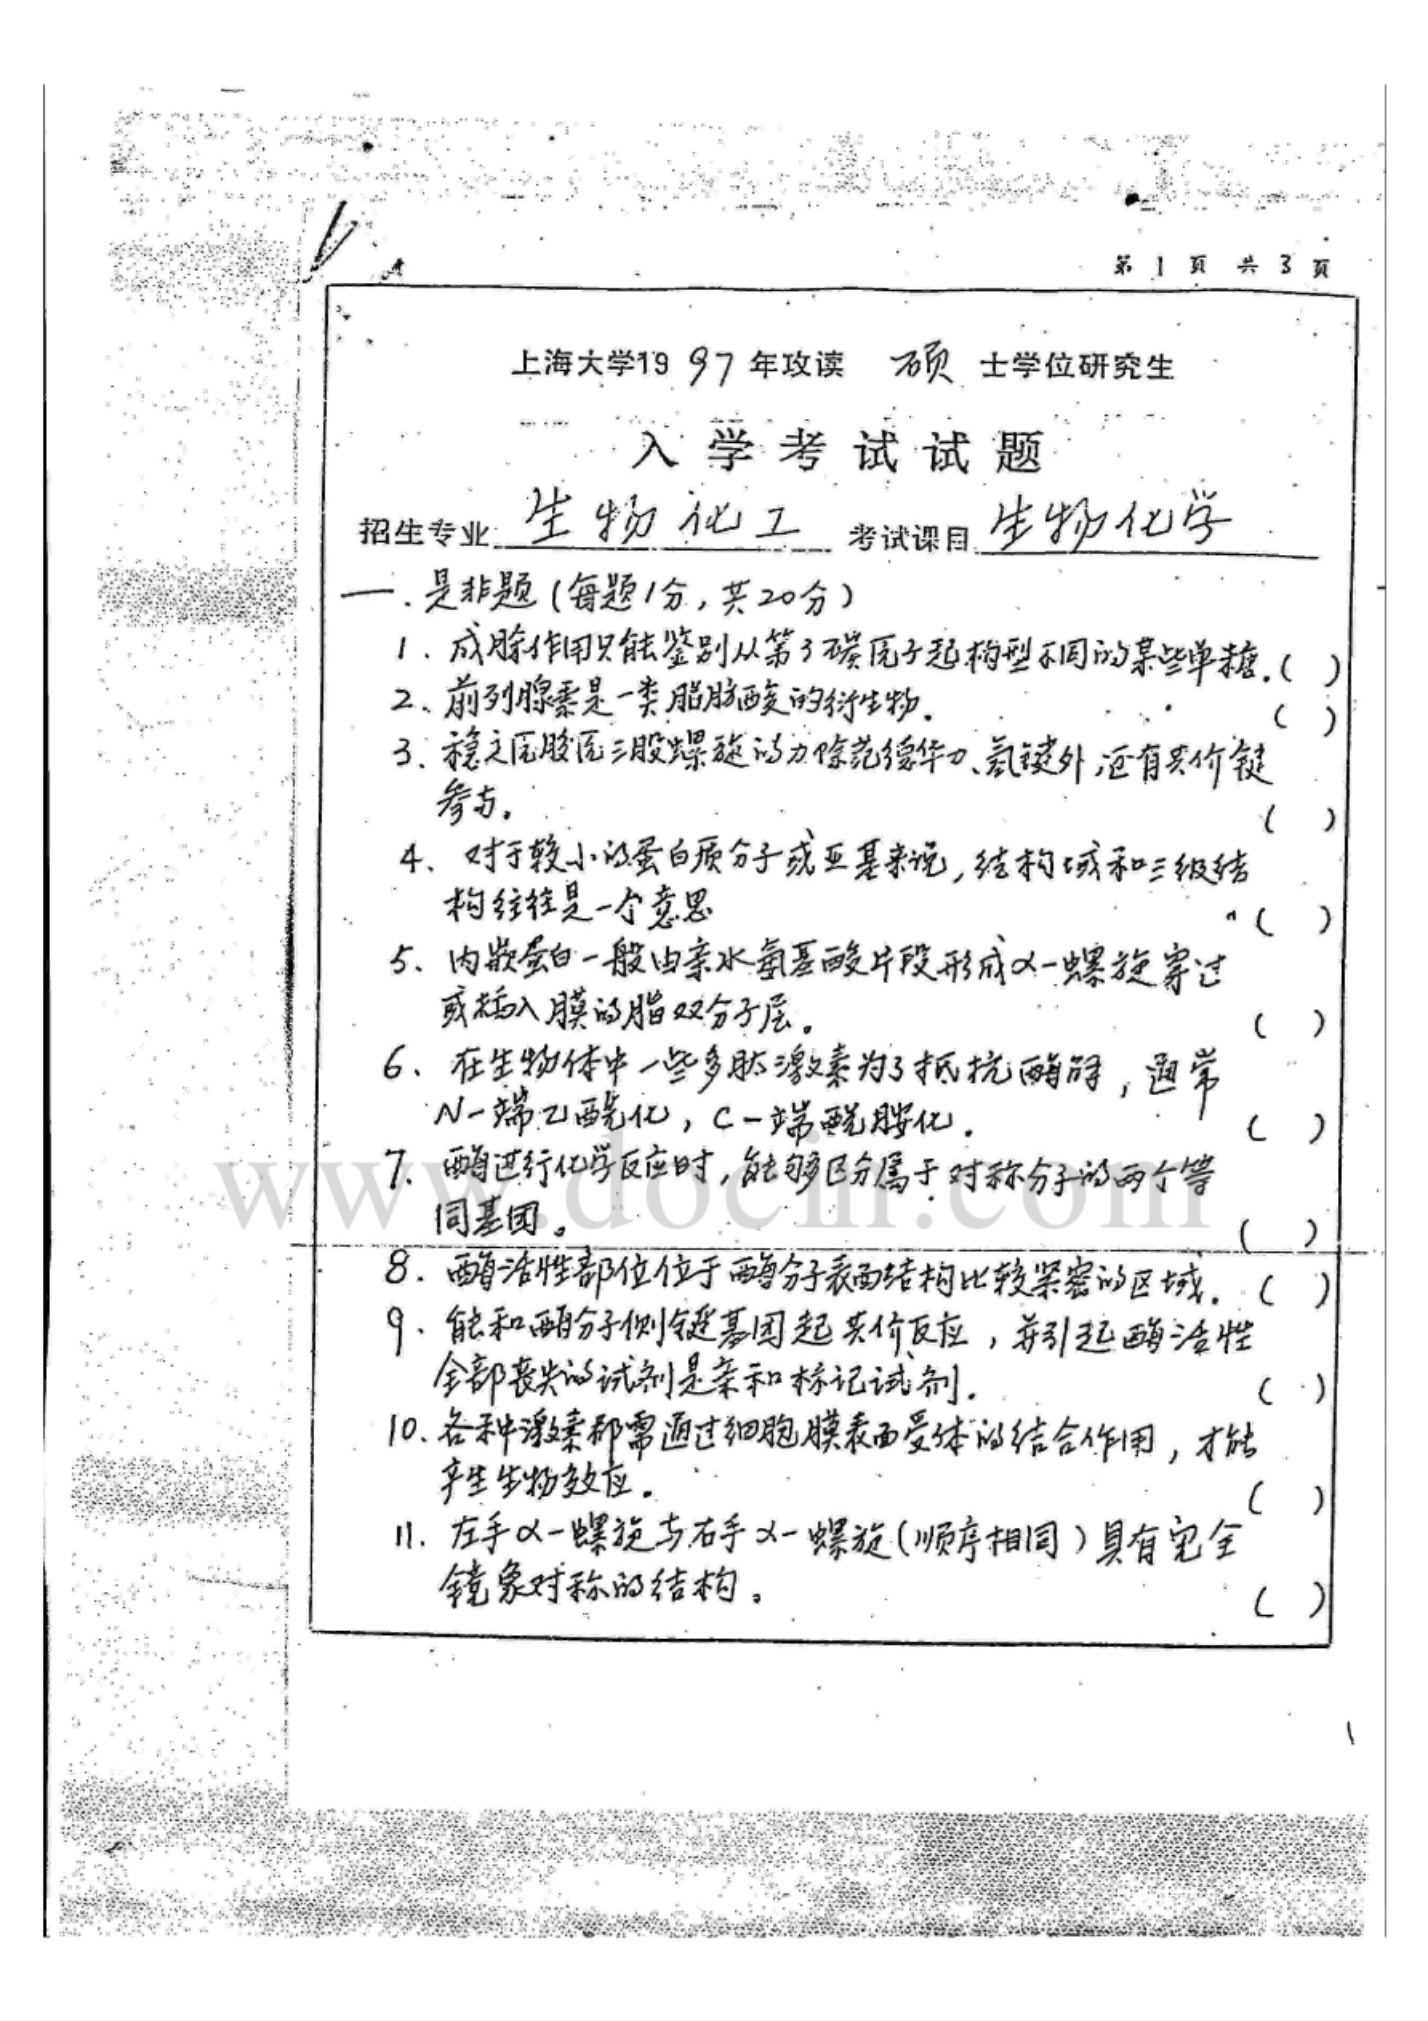 第 1 页 共 3 页
上海大学1997年攻读 硕 士学位研究生
入学考试试题
招生专业 生物化工 考试课目 生物化学
一.是非题(每题1分,共20分)
1、成脎作用只能鉴别从第3碳原子起构型不同的某些单糖.( )
2、前列腺素是一类脂肪酸的衍生物. ( )
3、稳定原胶原三股螺旋的力除范德华力、氢键外,还有共价键
参与. ( )
4、对于较小的蛋白质分子或亚基来说,结构域和三级结
构往往是一个意思 ( )
5、内嵌蛋白一般由亲水氨基酸片段形成α-螺旋穿过
或插入膜的脂双分子层。 ( )
6、在生物体中一些多肽激素为了抵抗酶解,通常
N-端乙酰化,C-端酰胺化. ( )
7、酶进行化学反应时,能够区分属于对称分子的两个等
同基团。 ( )
www.docin.com
8.酶活性部位位于酶分子表面结构比较紧密的区域. ( )
9、能和酶分子侧链基团起共价反应,并引起酶活性
全部丧失的试剂是亲和标记试剂. ( )
10、各种激素都需通过细胞膜表面受体的结合作用,才能
产生生物效应. ( )
11.左手α-螺旋与右手α-螺旋(顺序相同)具有完全
镜象对称的结构。 ( )
1